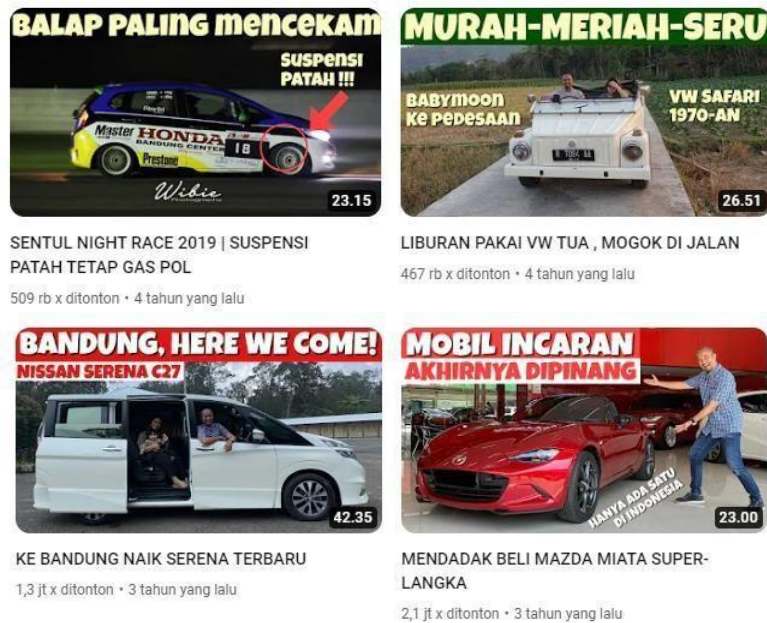 BALAP PALING mencekam
SUSPENSI
PATAH !!!
Master HONDA
BANDUNG CENTER
18
Prestone
Wibie
Photography
23.15
SENTUL NIGHT RACE 2019 | SUSPENSI
PATAH TETAP GAS POL
509 rb x ditonton • 4 tahun yang lalu
MURAH-MERIAH-SERU
BABYMOON
KE PEDESAAN
VW SAFARI
1970-AN
26.51
LIBURAN PAKAI VW TUA , MOGOK DI JALAN
467 rb x ditonton • 4 tahun yang lalu
BANDUNG, HERE WE COME!
NISSAN SERENA C27
42.35
KE BANDUNG NAIK SERENA TERBARU
1,3 jt x ditonton • 3 tahun yang lalu
MOBIL INCARAN
AKHIRNYA DIPINANG
HANYA ADA SATU
DI INDONESIA
23.00
MENDADAK BELI MAZDA MIATA SUPER-
LANGKA
2,1 jt x ditonton • 3 tahun yang lalu